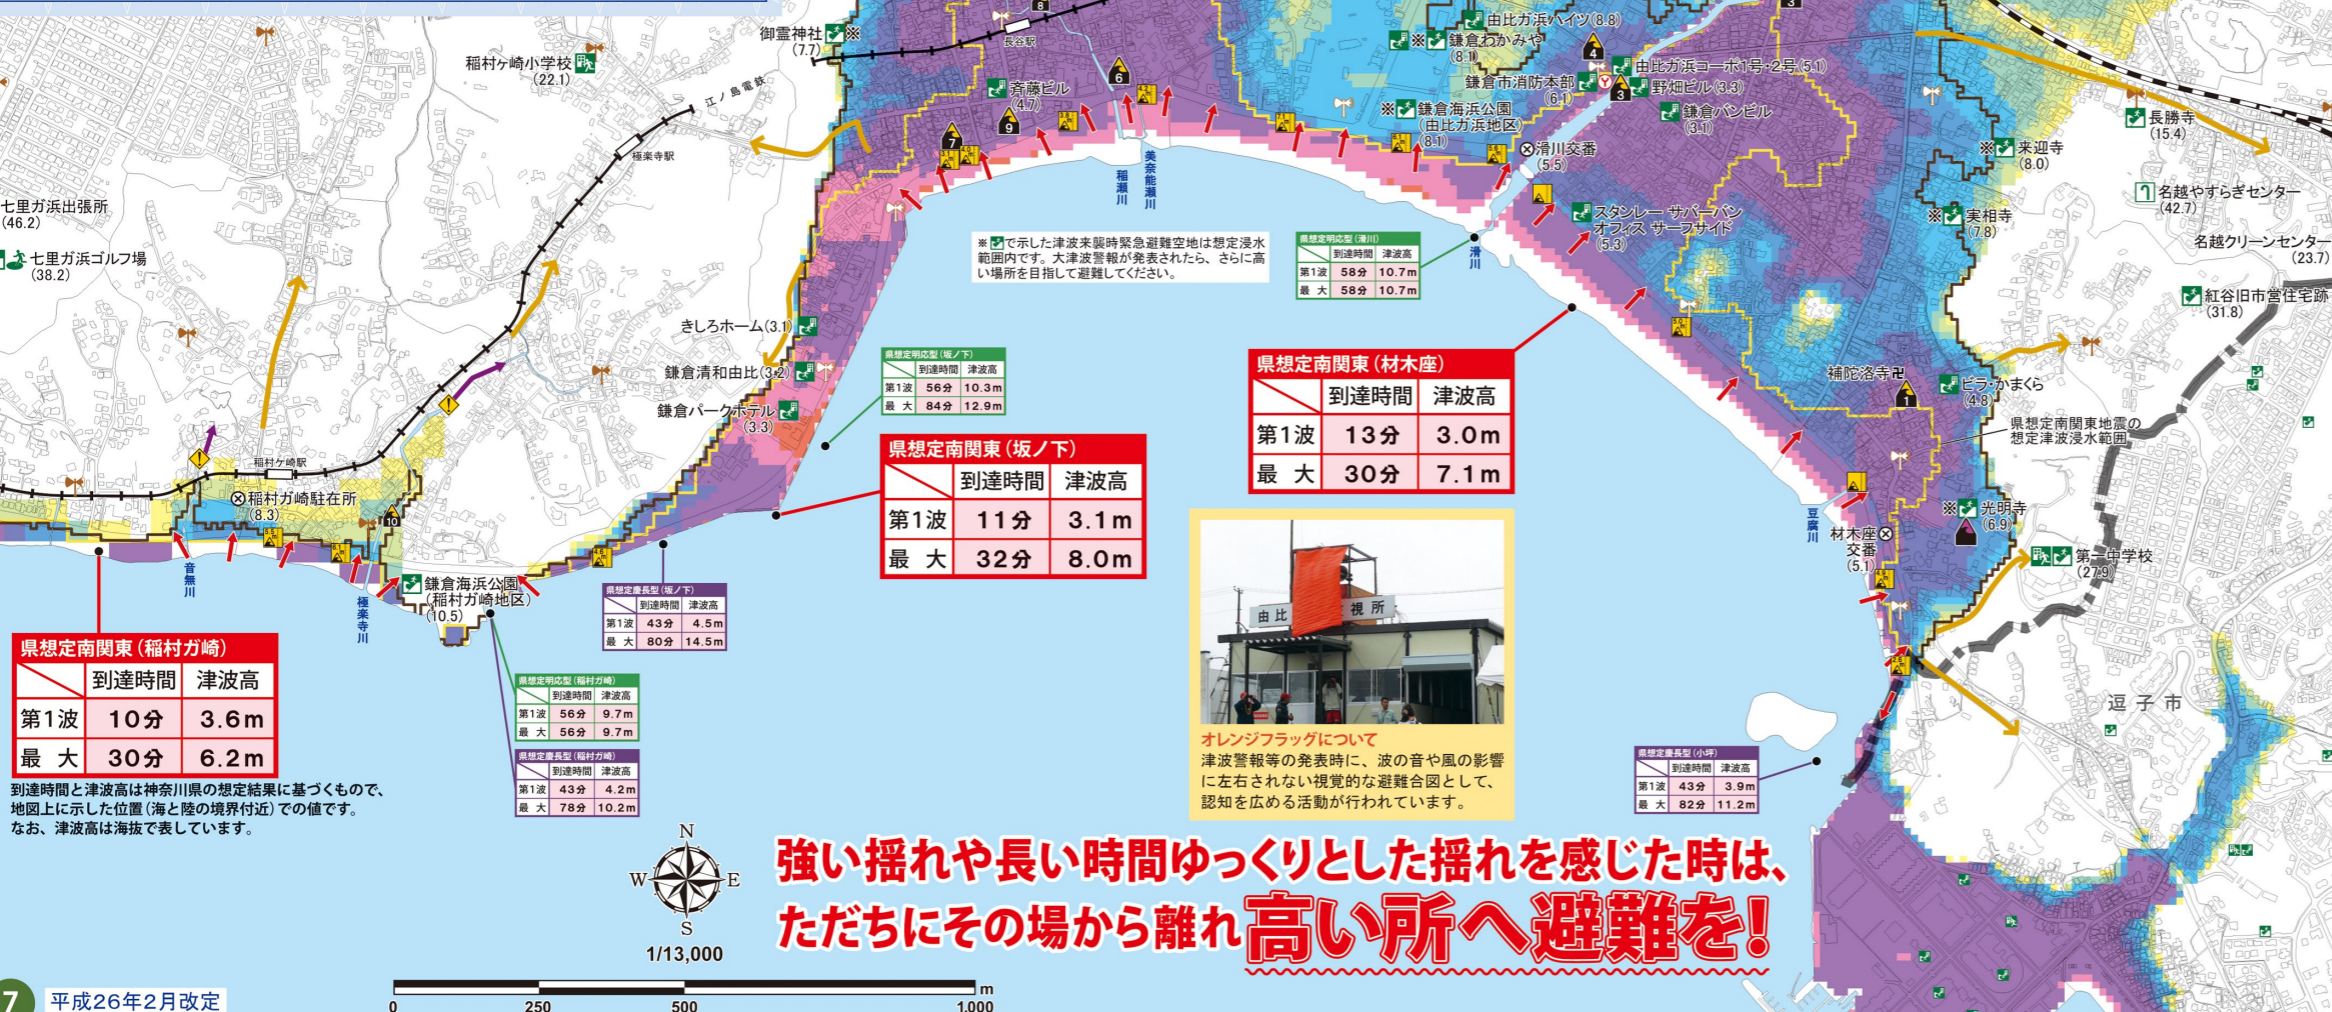 御霊神社
(7.7)
※
長谷駅
8
稲村ヶ崎小学校
(22.1)
江ノ島電鉄
極楽寺駅
斉藤ビル
(4.7)
9
7
6
稲瀬川
美奈能瀬川
由比ガ浜ハイツ(8.8)
※
鎌倉わかみや
(8.1)
4
鎌倉市消防本部
(6.1)
由比ガ浜コーポ1号・2号(5.1)
3
野畑ビル(3.3)
鎌倉パンビル
(3.1)
※
鎌倉海浜公園
(由比ガ浜地区)
(8.1)
滑川交番
(5.5)
スタンレー サバーバン
オフィス サーフサイド
(5.3)
滑川
長勝寺
(15.4)
※
来迎寺
(8.0)
名越やすらぎセンター
(42.7)
※
実相寺
(7.8)
名越クリーンセンター
(23.7)
紅谷旧市営住宅跡
(31.8)
七里ガ浜出張所
(46.2)
七里ガ浜ゴルフ場
(38.2)
※で示した津波来襲時緊急避難空地は想定浸水
範囲内です。大津波警報が発表されたら、さらに高
い場所を目指して避難してください。
県想定明応型(滑川)
到達時間 津波高
第1波 58分 10.7m
最 大 58分 10.7m
きしろホーム(3.1)
鎌倉清和由比(3.2)
鎌倉パークホテル
(3.3)
県想定明応型(坂ノ下)
到達時間 津波高
第1波 56分 10.3m
最 大 84分 12.9m
県想定南関東(坂ノ下)
到達時間 津波高
第1波 11分 3.1m
最 大 32分 8.0m
県想定南関東(材木座)
到達時間 津波高
第1波 13分 3.0m
最 大 30分 7.1m
補陀洛寺卍
1
ビラ・かまくら
(4.8)
県想定南関東地震の
想定津波浸水範囲
※
光明寺
(6.9)
豆腐川
材木座
交番
(5.1)
第一中学校
(27.9)
逗子市
稲村ヶ崎駅
稲村ガ崎駐在所
(8.3)
10
音無川
極楽寺川
鎌倉海浜公園
(稲村ガ崎地区)
(10.5)
県想定慶長型(坂ノ下)
到達時間 津波高
第1波 43分 4.5m
最 大 80分 14.5m
県想定南関東(稲村ガ崎)
到達時間 津波高
第1波 10分 3.6m
最 大 30分 6.2m
到達時間と津波高は神奈川県の想定結果に基づくもので、
地図上に示した位置(海と陸の境界付近)での値です。
なお、津波高は海抜で表しています。
県想定明応型(稲村ガ崎)
到達時間 津波高
第1波 56分 9.7m
最 大 56分 9.7m
県想定慶長型(稲村ガ崎)
到達時間 津波高
第1波 43分 4.2m
最 大 78分 10.2m
由比
視所
オレンジフラッグについて
津波警報等の発表時に、波の音や風の影響
に左右されない視覚的な避難合図として、
認知を広める活動が行われています。
県想定慶長型(小坪)
到達時間 津波高
第1波 43分 3.9m
最 大 82分 11.2m
N
W E
S
1/13,000
強い揺れや長い時間ゆっくりとした揺れを感じた時は、
ただちにその場から離れ高い所へ避難を!
7
平成26年2月改定
0 250 500 1,000 m